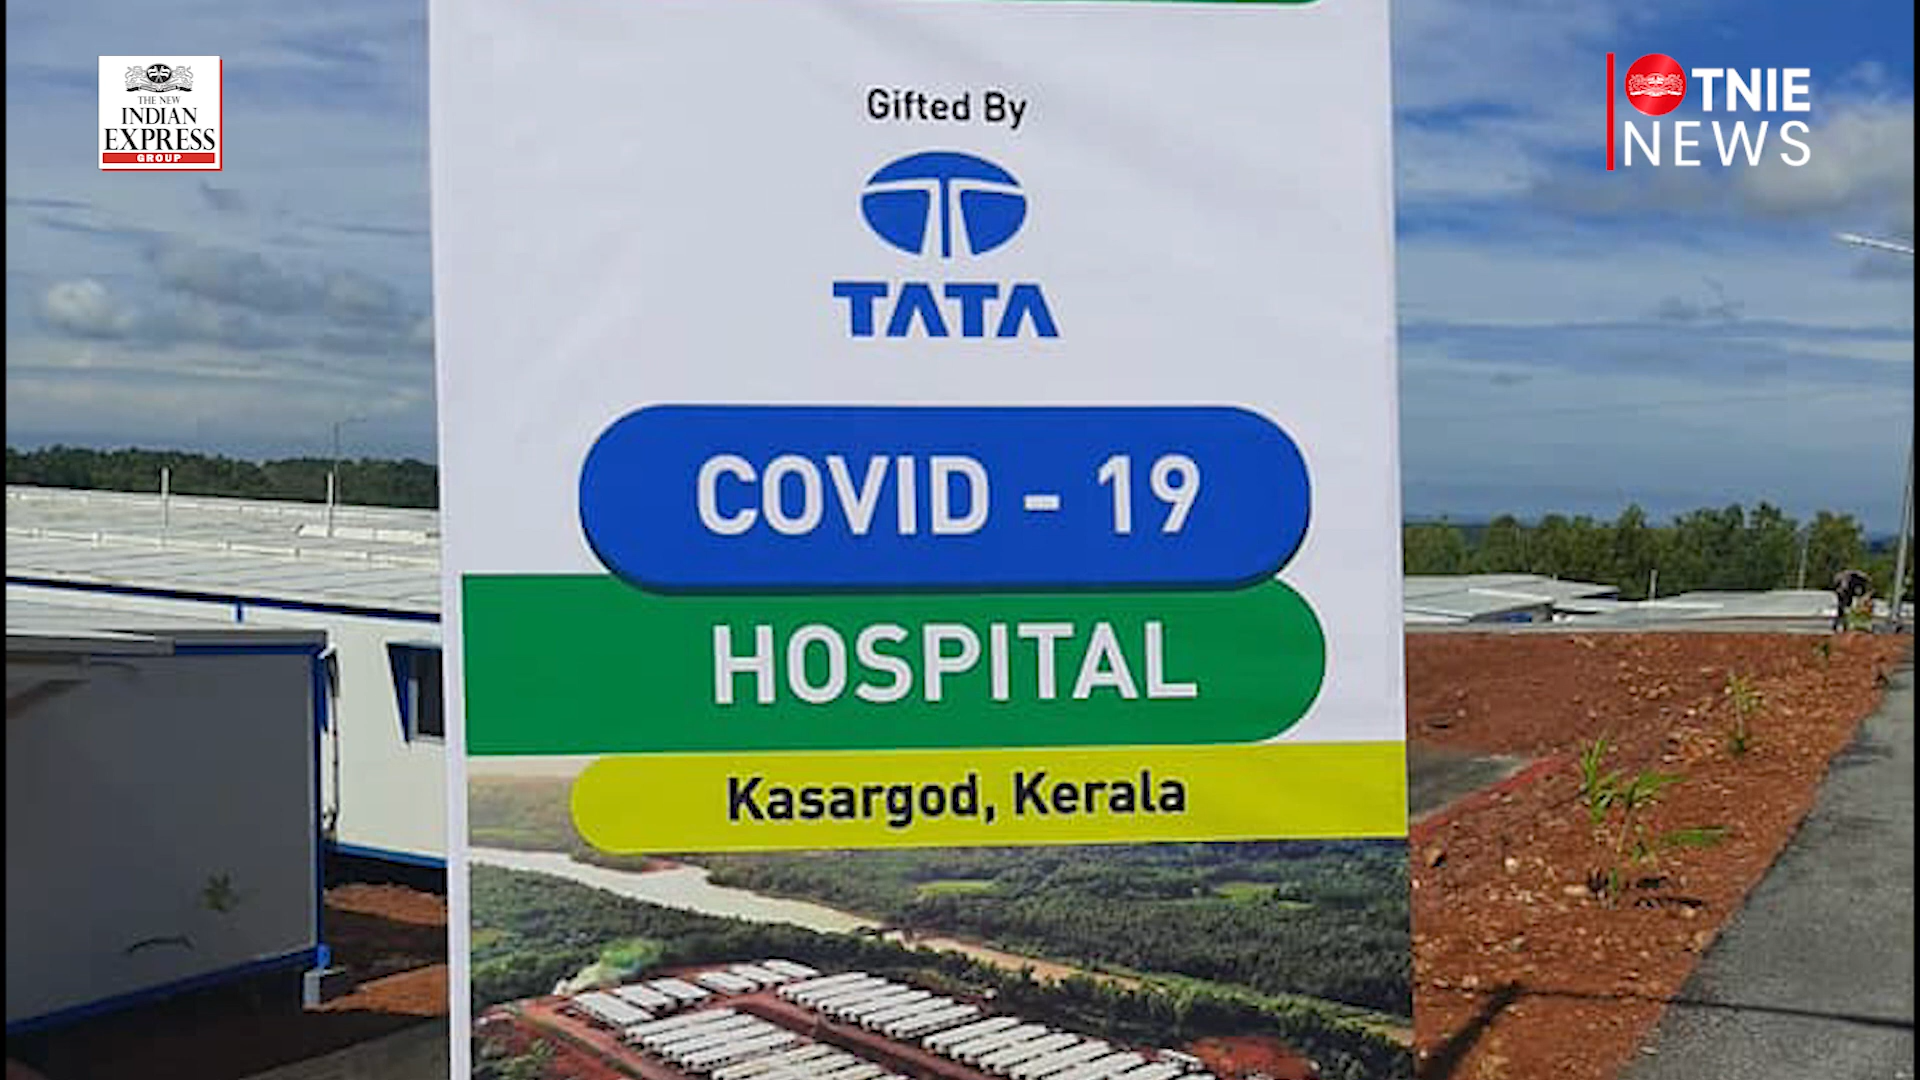 THE NEW
INDIAN
EXPRESS
GROUP
TNIE
NEWS
Gifted By
TATA
COVID - 19
HOSPITAL
Kasargod, Kerala